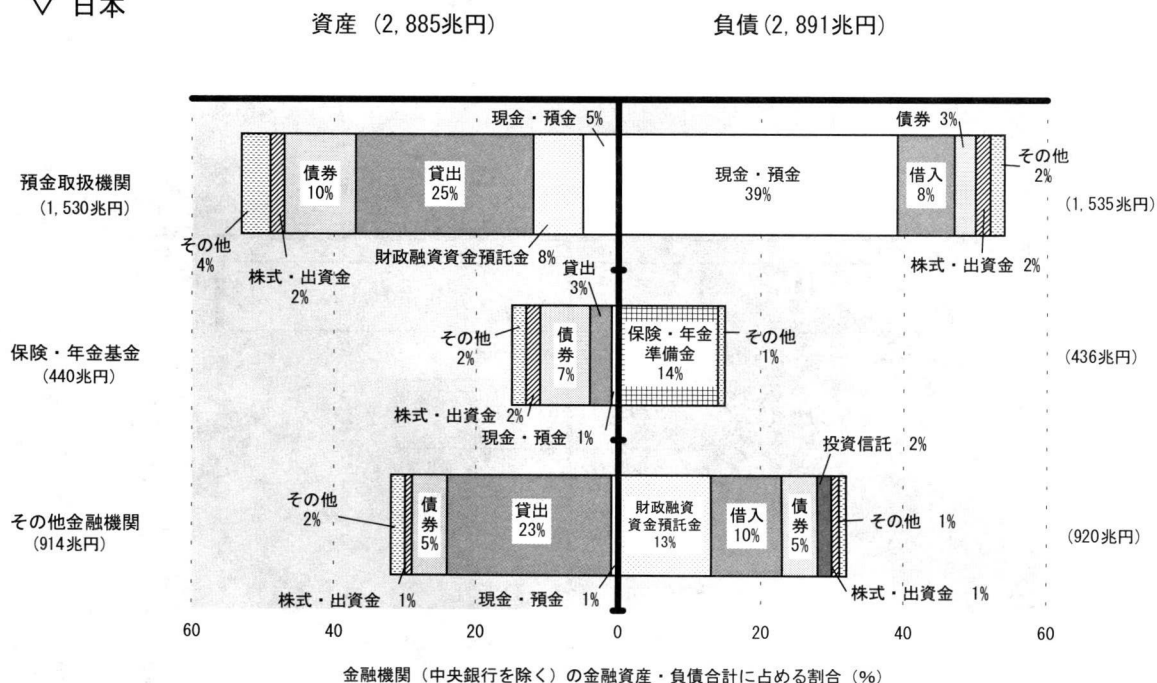 ▽ 日本
資産 (2,885兆円)
負債(2,891兆円)
現金・預金 5%
債券 3%
預金取扱機関
(1,530兆円)
債券
10%
貸出
25%
現金・預金
39%
借入
8%
その他
2%
(1,535兆円)
その他
4%
株式・出資金
2%
財政融資資金預託金 8%
株式・出資金 2%
貸出
3%
保険・年金基金
(440兆円)
その他
2%
債
券
7%
保険・年金
準備金
14%
その他
1%
(436兆円)
株式・出資金 2%
現金・預金 1%
投資信託 2%
その他金融機関
(914兆円)
その他
2%
債
券
5%
貸出
23%
財政融資
資金預託金
13%
借入
10%
債
券
5%
その他 1%
(920兆円)
株式・出資金 1%
現金・預金 1%
株式・出資金 1%
60
40
20
0
20
40
60
金融機関（中央銀行を除く）の金融資産・負債合計に占める割合（%）